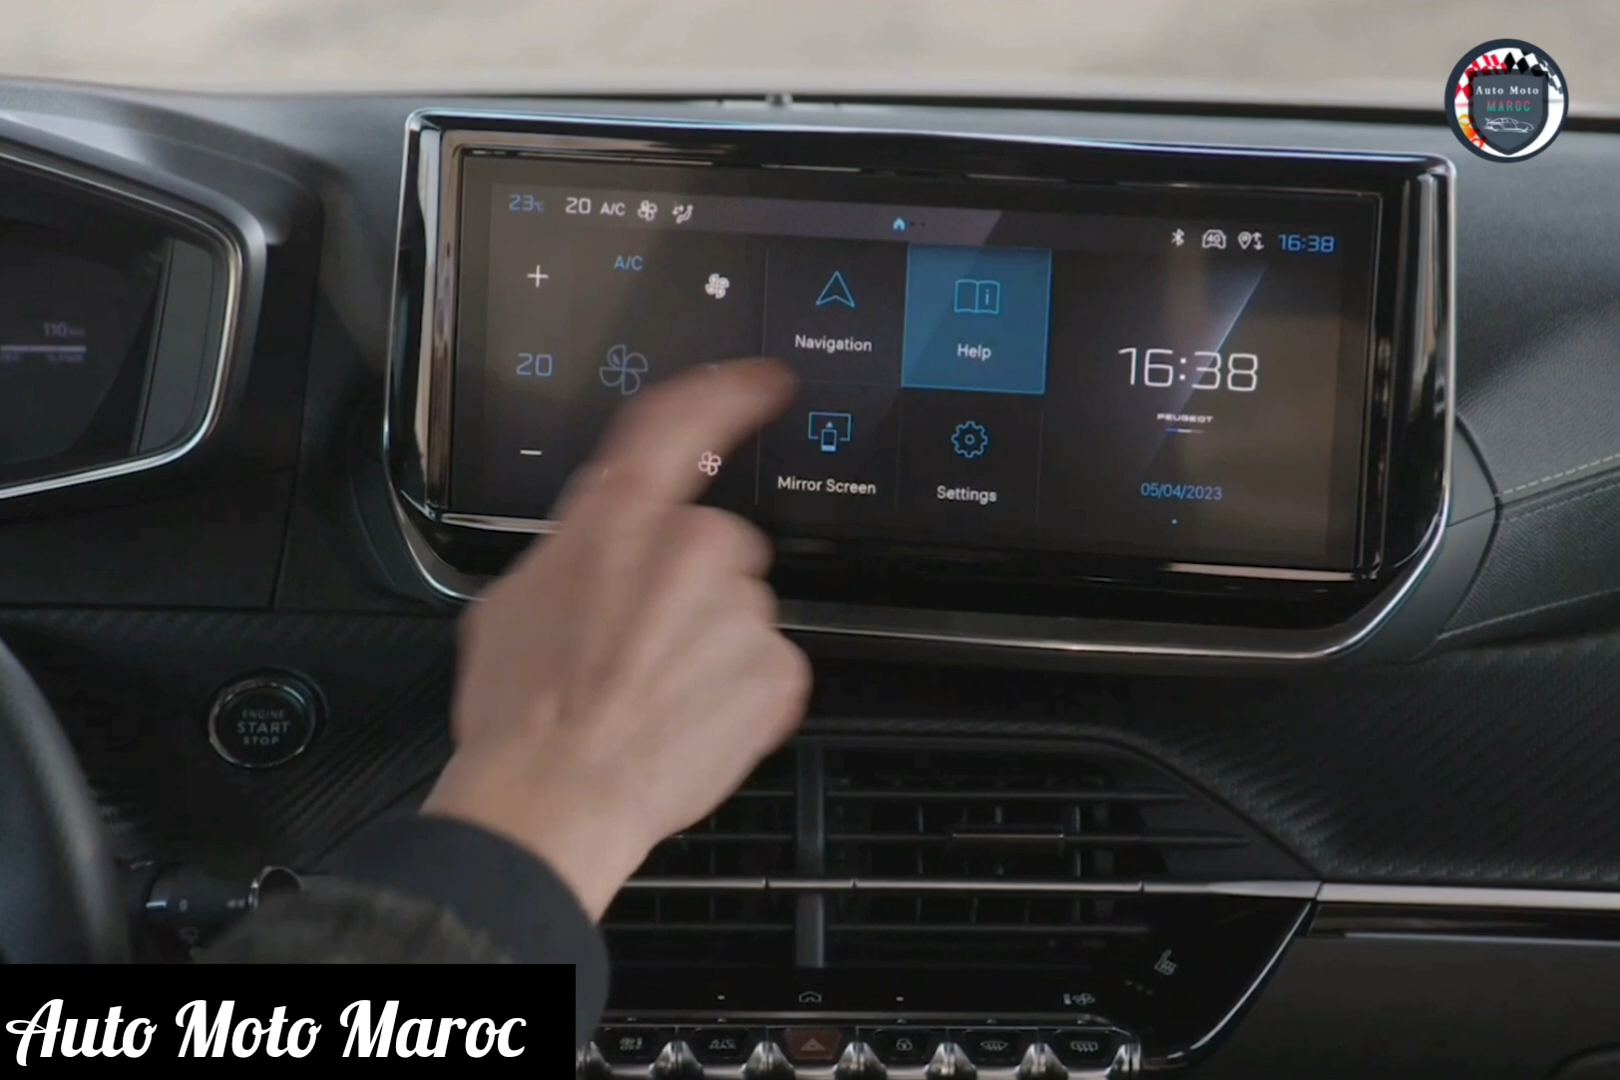 Auto Moto
MAROC
23°C 20 A/C 16:38
A/C
20
Navigation
Help
Mirror Screen
Settings
16:38
PEUGEOT
05/04/2023
110
ENGINE
START
STOP
0
A/C
Auto Moto Maroc